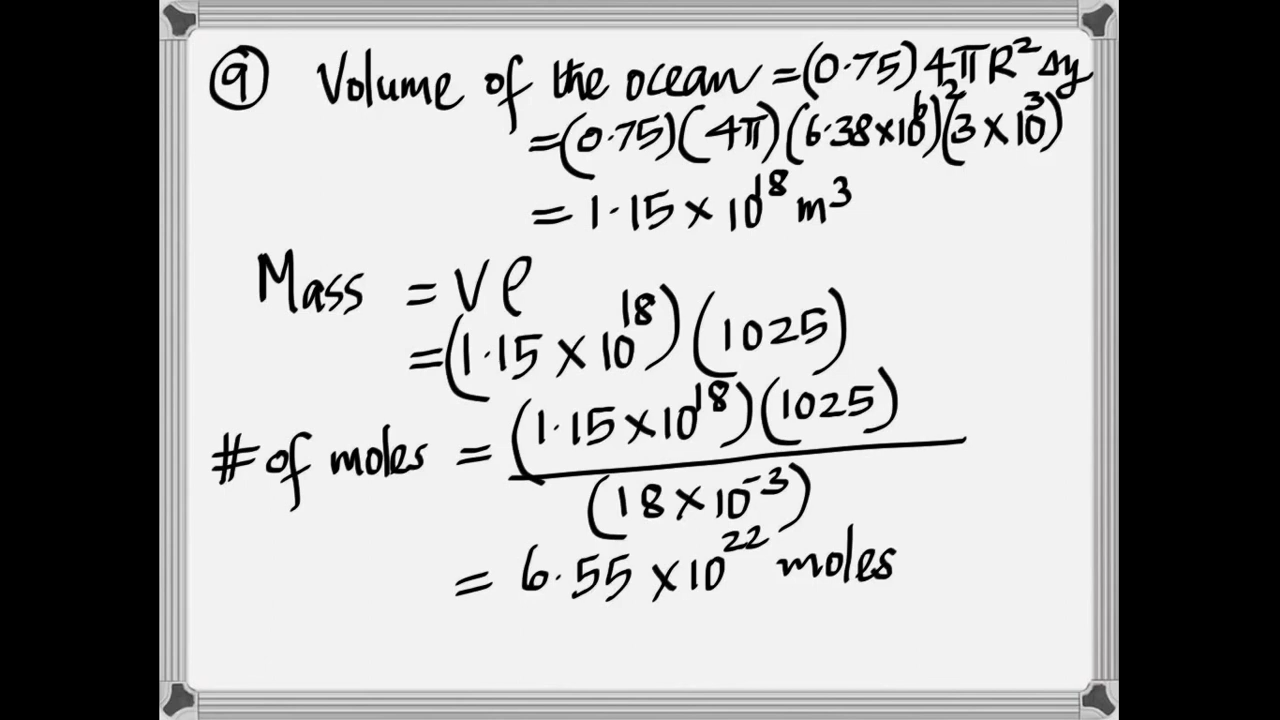 ⑨ Volume of the ocean = (0.75) 4πR² Δy
= (0.75)(4π)(6.38×10⁶)²(3×10³)
= 1.15 × 10¹⁸ m³
Mass = Vρ
= (1.15 × 10¹⁸)(1025)
# of moles = (1.15×10¹⁸)(1025)
(18×10⁻³)
= 6.55 × 10²² moles